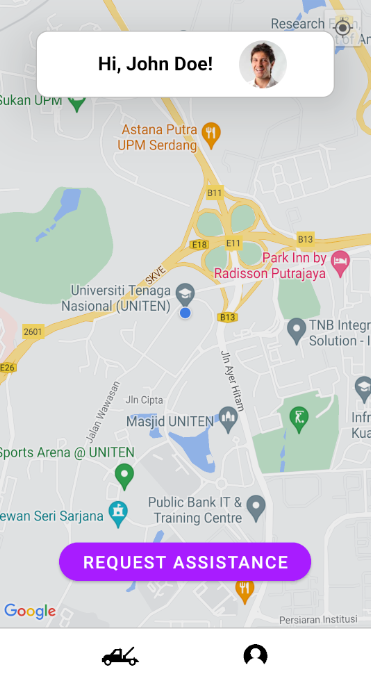 Research
Hi, John Doe!
Sukan UPM
Astana Putra
UPM Serdang
B11
SKVE
E18
E11
B13
Park Inn by
Radisson Putrajaya
Universiti Tenaga
Nasional (UNITEN)
B13
2601
TNB Integr
Solution - I
E26
Jln Ayer Hitam
Jalan Wawasan
Jln Cipta
Masjid UNITEN
Infr
Kua
Sports Arena @ UNITEN
Public Bank IT &
Training Centre
ewan Seri Sarjana
REQUEST ASSISTANCE
Google
Persiaran Institusi